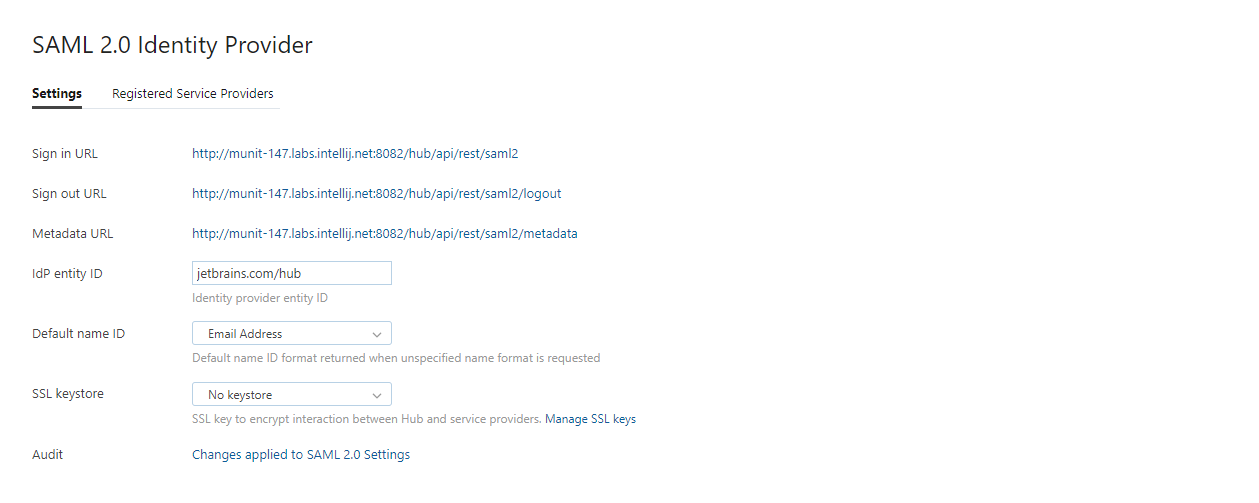 SAML 2.0 Identity Provider
Settings Registered Service Providers
Sign in URL http://munit-147.labs.intellij.net:8082/hub/api/rest/saml2
Sign out URL http://munit-147.labs.intellij.net:8082/hub/api/rest/saml2/logout
Metadata URL http://munit-147.labs.intellij.net:8082/hub/api/rest/saml2/metadata
IdP entity ID jetbrains.com/hub
Identity provider entity ID
Default name ID Email Address
Default name ID format returned when unspecified name format is requested
SSL keystore No keystore
SSL key to encrypt interaction between Hub and service providers. Manage SSL keys
Audit Changes applied to SAML 2.0 Settings